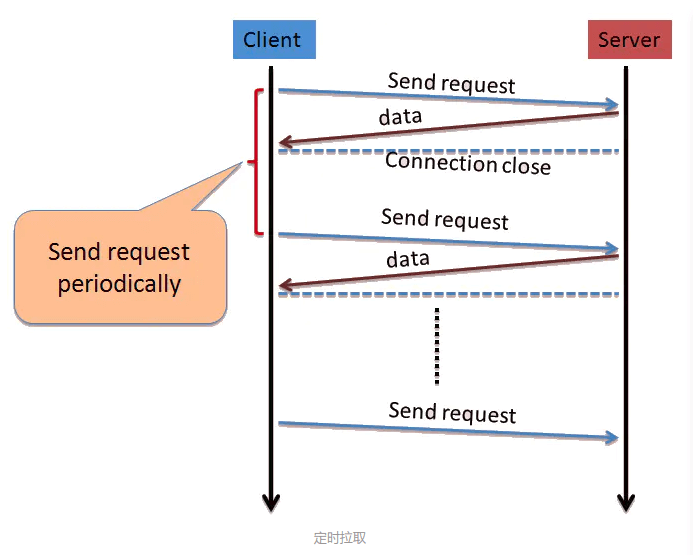 Client
Server
Send request
data
Connection close
Send request
periodically
Send request
data
Send request
定时拉取